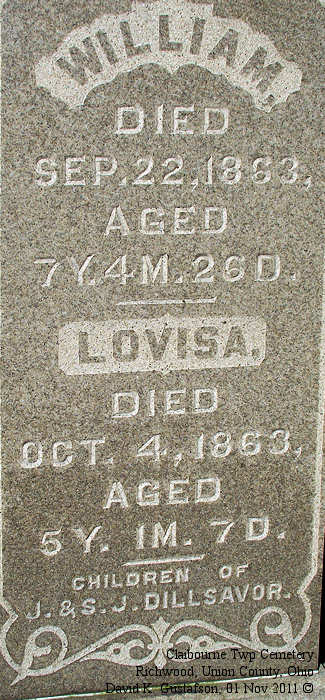 WILLIAM,
DIED
SEP. 22, 1863,
AGED
7Y. 4M. 26D.
LOVISA,
DIED
OCT. 4, 1863,
AGED
5Y. 1M. 7D.
CHILDREN OF
J. & S. J. DILLSAVOR.
Claibourne Twp Cemetery
Richwood, Union County, Ohio
David K. Gustafson, 01 Nov 2011 ©